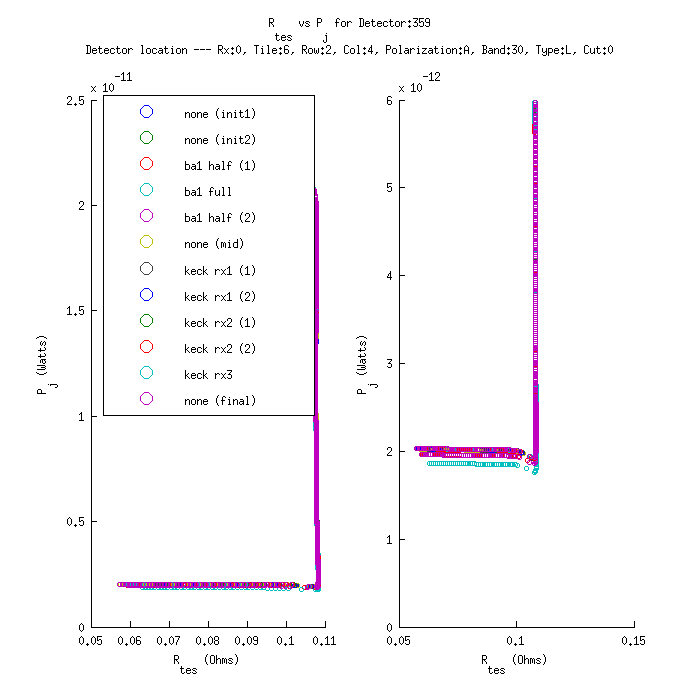 R    vs P  for Detector:359
tes    j
Detector location --- Rx:0, Tile:6, Row:2, Col:4, Polarization:A, Band:30, Type:L, Cut:0
x 10^-11
2.5
2
1.5
1
0.5
0
0.05 0.06 0.07 0.08 0.09 0.1 0.11
P_j (Watts)
R_tes (Ohms)
none (init1)
none (init2)
ba1 half (1)
ba1 full
ba1 half (2)
none (mid)
keck rx1 (1)
keck rx1 (2)
keck rx2 (1)
keck rx2 (2)
keck rx3
none (final)
x 10^-12
6
5
4
3
2
1
0
0.05 0.1 0.15
P_j (Watts)
R_tes (Ohms)